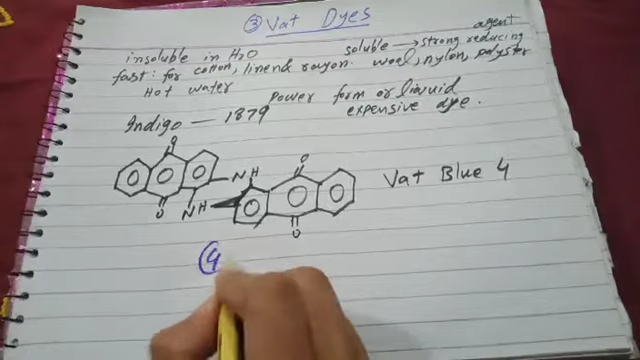 ③ Vat Dyes
insoluble in H₂O soluble → strong reducing agent
fast: for cotton, linen & rayon. wool, nylon, polyster
Hot water
power form or liquid
Indigo — 1879 expensive dye.
O O
NH
NH
O O
Vat Blue 4
(4